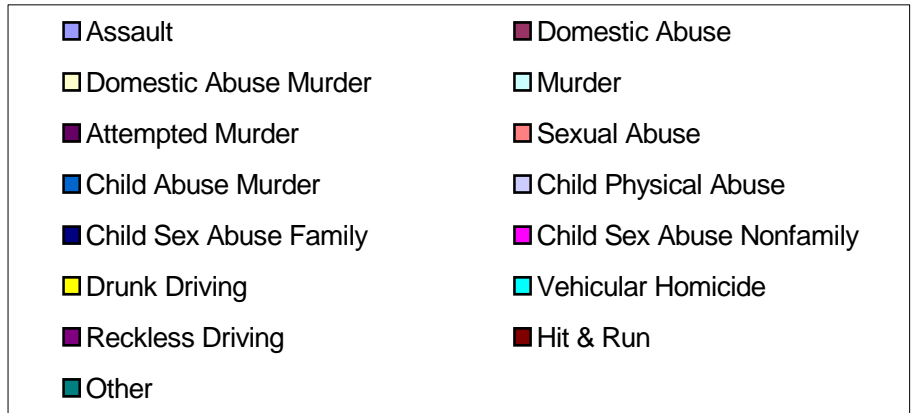 Assault Domestic Abuse
Domestic Abuse Murder Murder
Attempted Murder Sexual Abuse
Child Abuse Murder Child Physical Abuse
Child Sex Abuse Family Child Sex Abuse Nonfamily
Drunk Driving Vehicular Homicide
Reckless Driving Hit & Run
Other